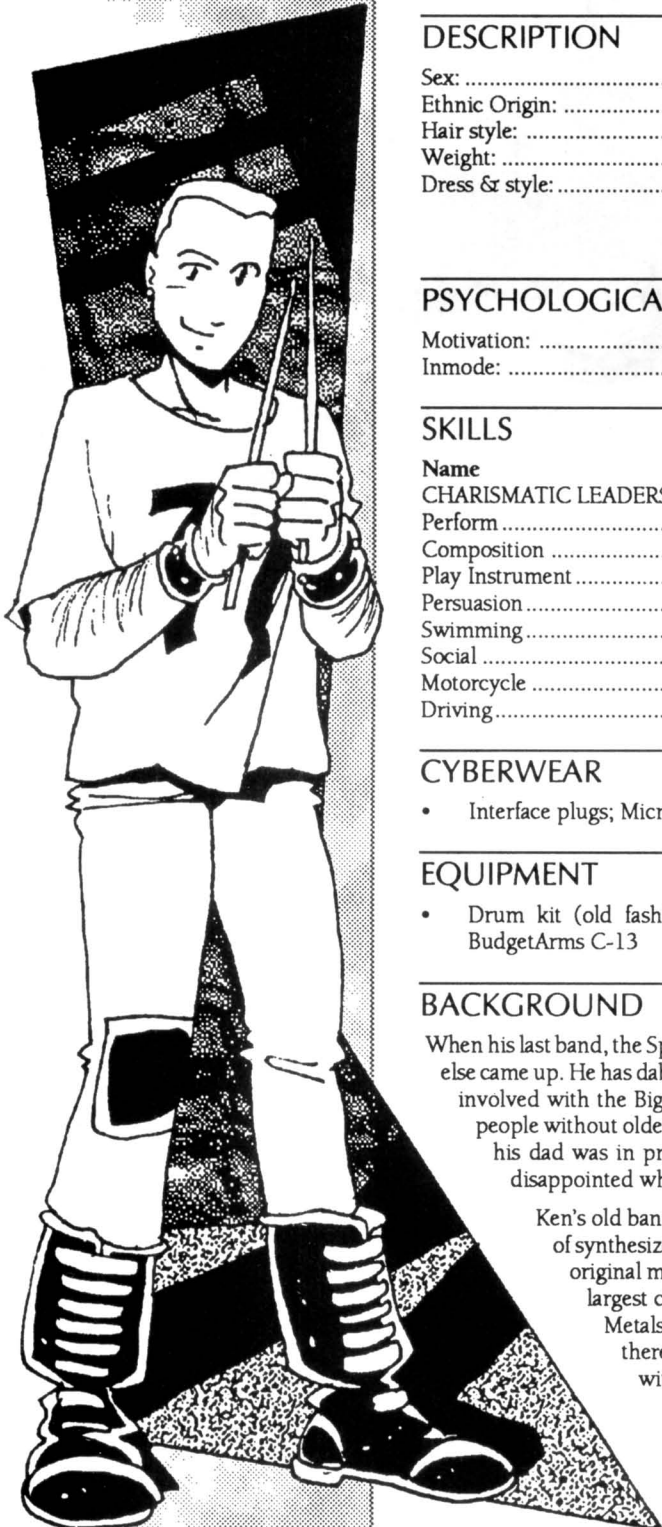 DESCRIPTION
Sex: ....................................
Ethnic Origin: ....................
Hair style: ..........................
Weight: ..............................
Dress & style: .....................
PSYCHOLOGICA
Motivation: ........................
Inmode: .............................
SKILLS
Name
CHARISMATIC LEADERS
Perform ..............................
Composition ......................
Play Instrument .................
Persuasion ..........................
Swimming ..........................
Social ..................................
Motorcycle .........................
Driving ................................
CYBERWEAR
• Interface plugs; Micr
EQUIPMENT
• Drum kit (old fash
BudgetArms C-13
BACKGROUND
When his last band, the Sp
else came up. He has dab
involved with the Big
people without olde
his dad was in pr
disappointed wh
Ken's old ban
of synthesiz
original m
largest c
Metals
there
wi